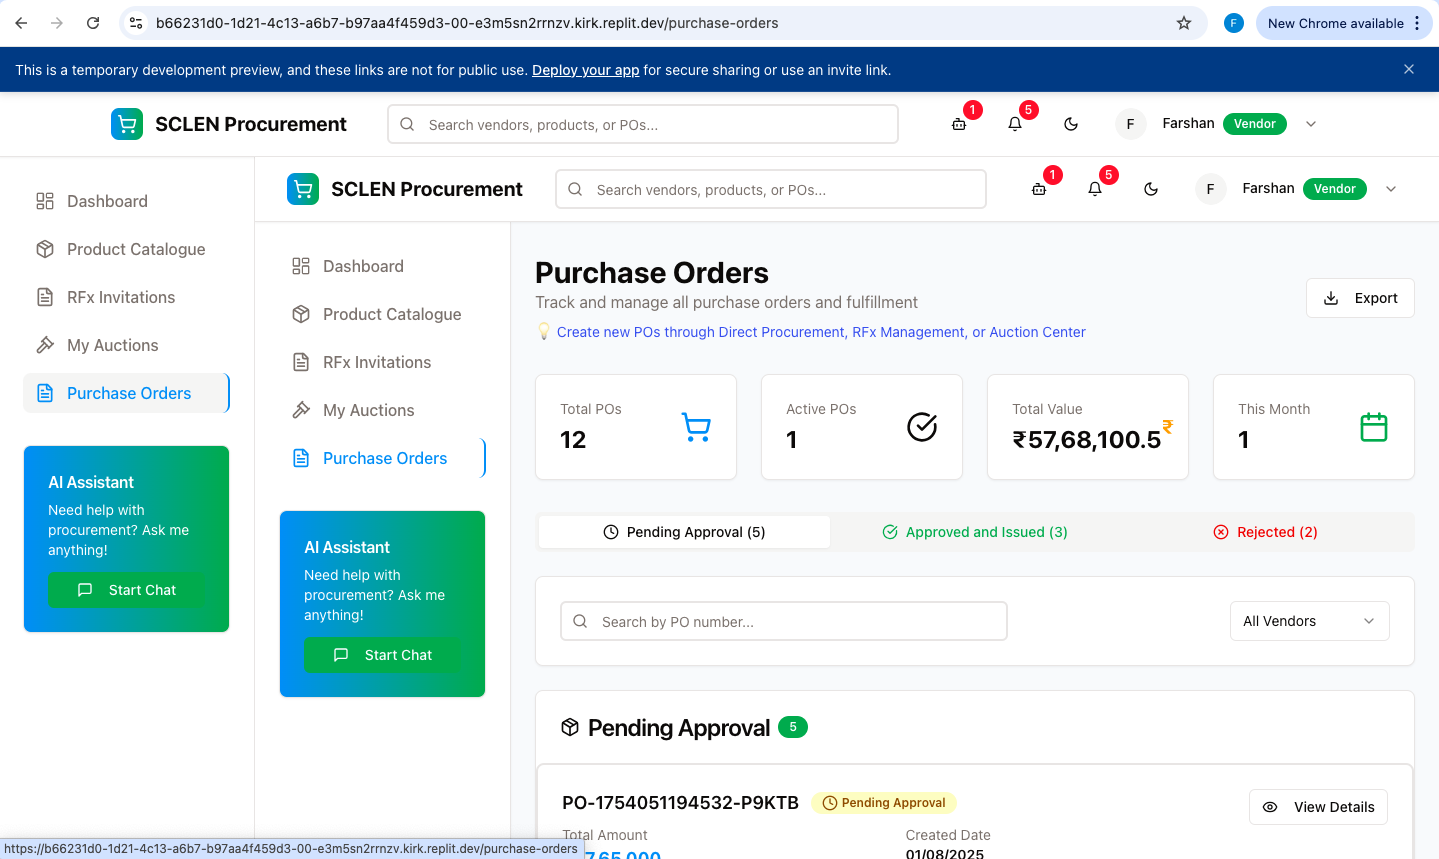 b66231d0-1d21-4c13-a6b7-b97aa4f459d3-00-e3m5sn2rrnzv.kirk.replit.dev/purchase-orders
F
New Chrome available
This is a temporary development preview, and these links are not for public use. Deploy your app for secure sharing or use an invite link.
SCLEN Procurement
Search vendors, products, or POs...
1
5
F
Farshan
Vendor
Dashboard
Product Catalogue
RFx Invitations
My Auctions
Purchase Orders
AI Assistant
Need help with
procurement? Ask me
anything!
Start Chat
SCLEN Procurement
Search vendors, products, or POs...
1
5
F
Farshan
Vendor
Dashboard
Product Catalogue
RFx Invitations
My Auctions
Purchase Orders
AI Assistant
Need help with
procurement? Ask me
anything!
Start Chat
Purchase Orders
Track and manage all purchase orders and fulfillment
Create new POs through Direct Procurement, RFx Management, or Auction Center
Export
Total POs
12
Active POs
1
Total Value
₹57,68,100.5
₹
This Month
1
Pending Approval (5)
Approved and Issued (3)
Rejected (2)
Search by PO number...
All Vendors
Pending Approval
5
PO-1754051194532-P9KTB
Pending Approval
View Details
Total Amount
Created Date
7,65,000
01/08/2025
https://b66231d0-1d21-4c13-a6b7-b97aa4f459d3-00-e3m5sn2rrnzv.kirk.replit.dev/purchase-orders